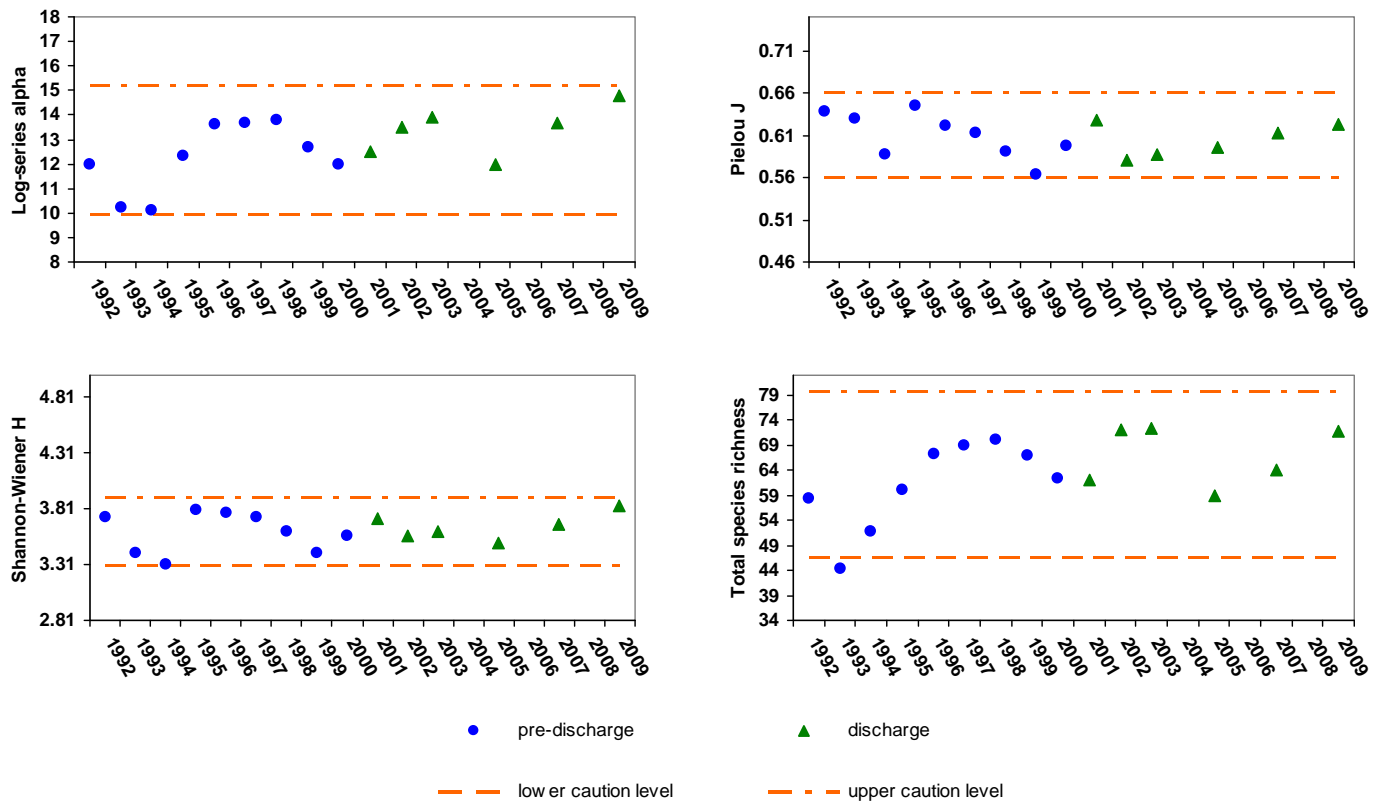 Log-series alpha
18
17
16
15
14
13
12
11
10
9
8
1992 1993 1994 1995 1996 1997 1998 1999 2000 2001 2002 2003 2004 2005 2006 2007 2008 2009
Pielou J
0.71
0.66
0.61
0.56
0.51
0.46
1992 1993 1994 1995 1996 1997 1998 1999 2000 2001 2002 2003 2004 2005 2006 2007 2008 2009
Shannon-Wiener H
4.81
4.31
3.81
3.31
2.81
1992 1993 1994 1995 1996 1997 1998 1999 2000 2001 2002 2003 2004 2005 2006 2007 2008 2009
Total species richness
79
74
69
64
59
54
49
44
39
34
1992 1993 1994 1995 1996 1997 1998 1999 2000 2001 2002 2003 2004 2005 2006 2007 2008 2009
pre-discharge
discharge
lower caution level
upper caution level